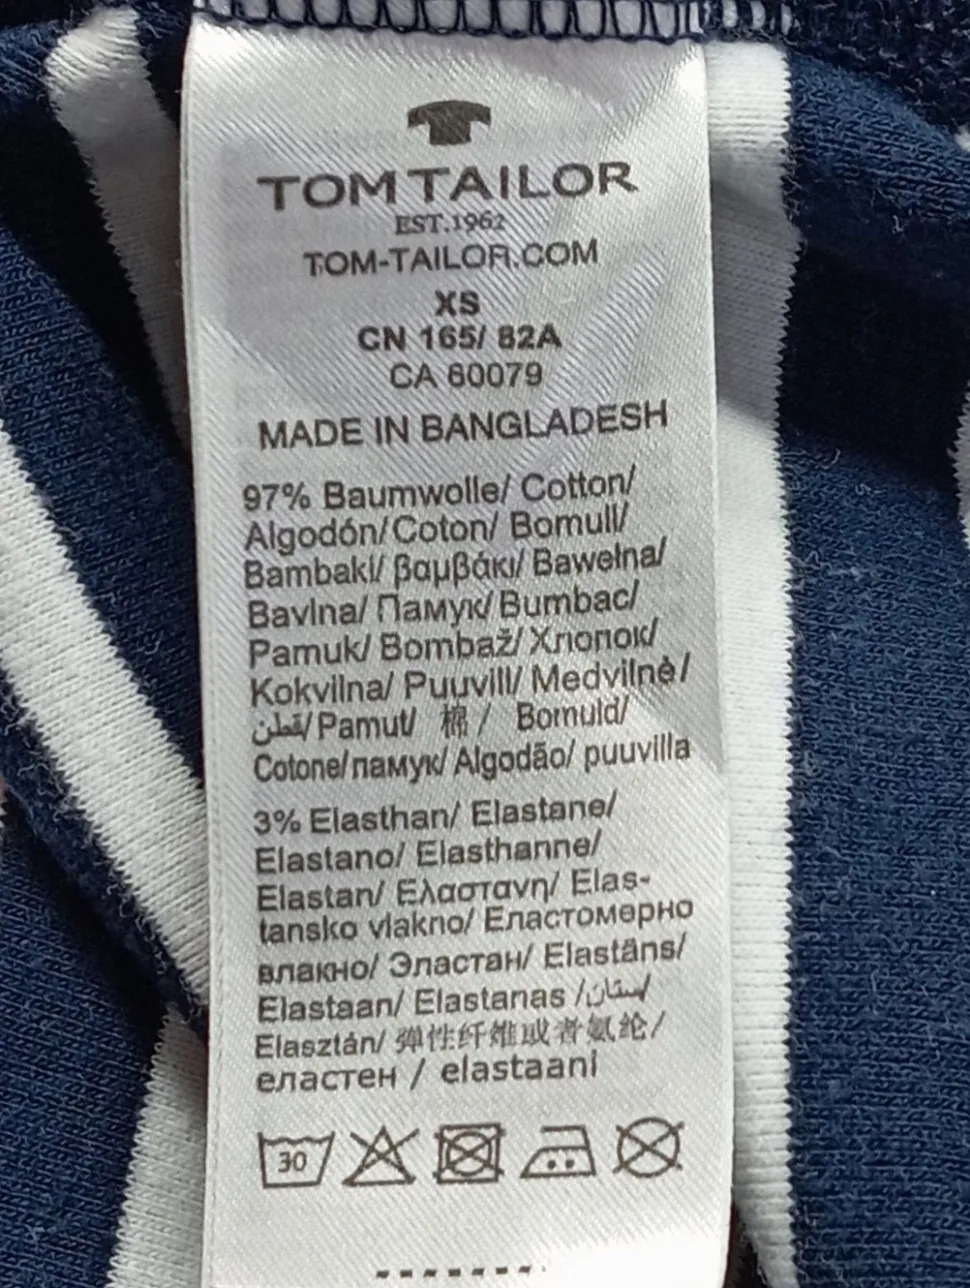 TOM TAILOR
EST.1962
TOM-TAILOR.COM
XS
CN 165/ 82A
CA 60079
MADE IN BANGLADESH
97% Baumwolle/ Cotton/
Algodón/Coton/ Bomull/
Bambaki/ βαμβάκι/ Bawełna/
Bavlna/ Памук/ Bumbac/
Pamuk/ Bombaž/ Хлопок/
Kokvilna/ Puuvill/ Medvilnė/
قطن/ Pamut/ 棉 / Bomuld/
Cotone/памук/ Algodão/ puuvilla
3% Elasthan/ Elastane/
Elastano/ Elasthanne/
Elastan/ Ελαστανη/ Elas-
tansko vlakno/ Еластомерно
влакно/ Эластан/ Elastāns/
Elastaan/ Elastanas /إيلاستان/
Elasztán/ 弹性纤维或者氨纶/
еластен / elastaani
30